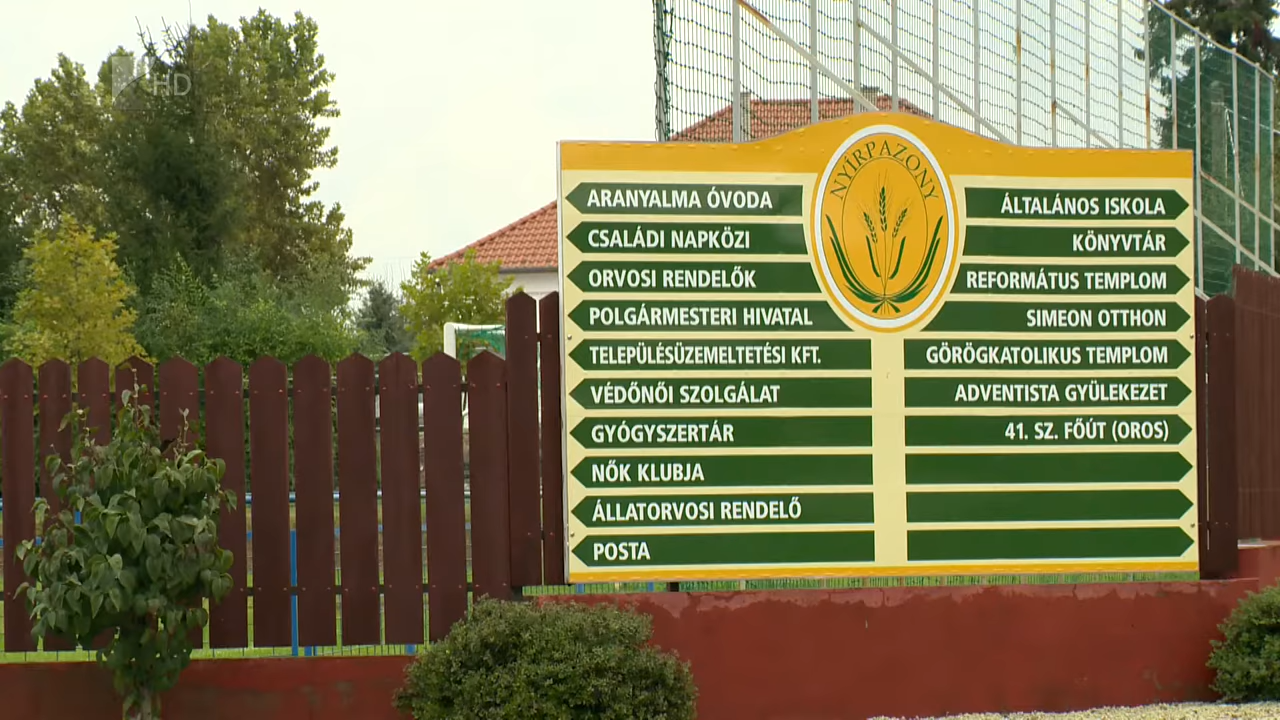 HD
NYÍRPAZONY
ARANYALMA ÓVODA
CSALÁDI NAPKÖZI
ORVOSI RENDELŐK
POLGÁRMESTERI HIVATAL
TELEPÜLÉSÜZEMELTETÉSI KFT.
VÉDŐNŐI SZOLGÁLAT
GYÓGYSZERTÁR
NŐK KLUBJA
ÁLLATORVOSI RENDELŐ
POSTA
ÁLTALÁNOS ISKOLA
KÖNYVTÁR
REFORMÁTUS TEMPLOM
SIMEON OTTHON
GÖRÖGKATOLIKUS TEMPLOM
ADVENTISTA GYÜLEKEZET
41. SZ. FŐÚT (OROS)